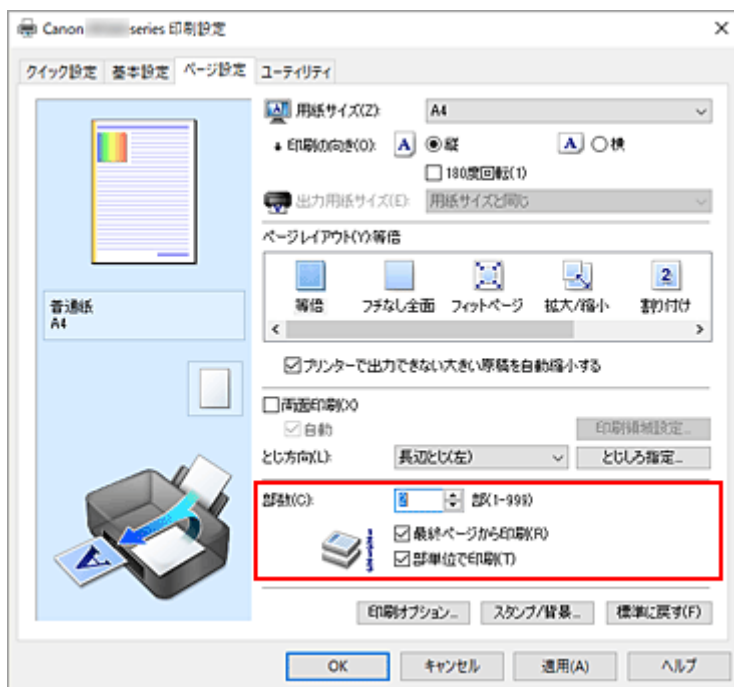 Canon series 印刷設定
クイック設定 基本設定 ページ設定 ユーティリティ
用紙サイズ(Z): A4
印刷の向き(O): A 縦 A 横
180度回転(1)
出力用紙サイズ(E): 用紙サイズと同じ
ページレイアウト(Y):等倍
等倍 フチなし全面 フィットページ 拡大/縮小 割り付け
普通紙
A4
プリンターで出力できない大きい原稿を自動縮小する
両面印刷(X)
自動 印刷領域設定...
とじ方向(L): 長辺とじ(左) とじしろ指定...
部数(C): 2 部(1-999)
最終ページから印刷(R)
部単位で印刷(T)
印刷オプション... スタンプ/背景... 標準に戻す(F)
OK キャンセル 適用(A) ヘルプ